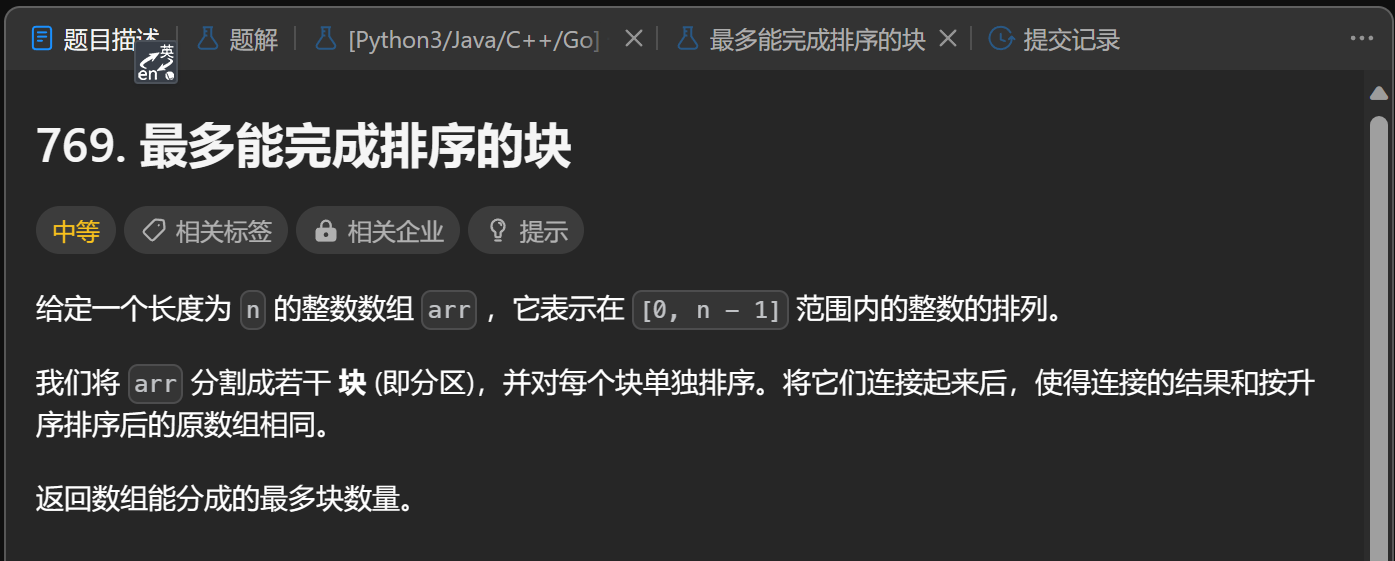 题目描述 题解 [Python3/Java/C++/Go] 最多能完成排序的块 提交记录
英
en
769. 最多能完成排序的块
中等 相关标签 相关企业 提示
给定一个长度为 n 的整数数组 arr ，它表示在 [0, n - 1] 范围内的整数的排列。
我们将 arr 分割成若干 块 (即分区)，并对每个块单独排序。将它们连接起来后，使得连接的结果和按升
序排序后的原数组相同。
返回数组能分成的最多块数量。